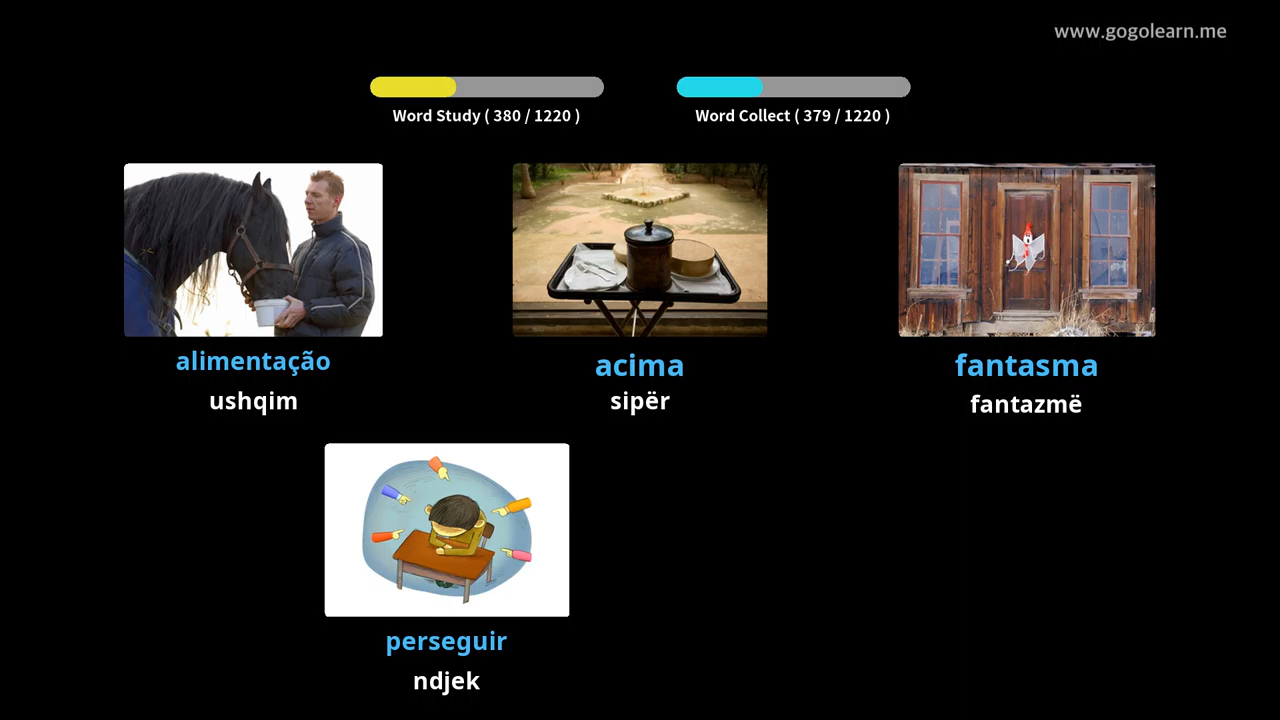 www.gogolearn.me
Word Study ( 380 / 1220 )
Word Collect ( 379 / 1220 )
alimentação
ushqim
acima
sipër
fantasma
fantazmë
perseguir
ndjek